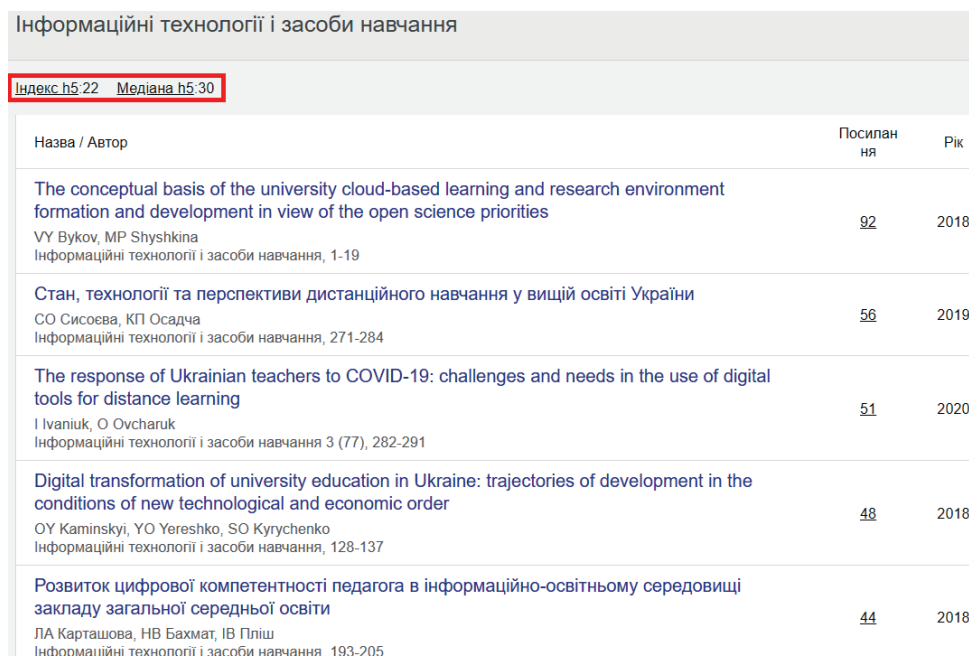 Інформаційні технології і засоби навчання
Індекс h5:22 Медіана h5:30
Назва / Автор
Посилан
ня
Рік
The conceptual basis of the university cloud-based learning and research environment
formation and development in view of the open science priorities
VY Bykov, MP Shyshkina
Інформаційні технології і засоби навчання, 1-19
92
2018
Стан, технології та перспективи дистанційного навчання у вищій освіті України
СО Сисоєва, КП Осадча
Інформаційні технології і засоби навчання, 271-284
56
2019
The response of Ukrainian teachers to COVID-19: challenges and needs in the use of digital
tools for distance learning
I Ivaniuk, O Ovcharuk
Інформаційні технології і засоби навчання 3 (77), 282-291
51
2020
Digital transformation of university education in Ukraine: trajectories of development in the
conditions of new technological and economic order
OY Kaminskyi, YO Yereshko, SO Kyrychenko
Інформаційні технології і засоби навчання, 128-137
48
2018
Розвиток цифрової компетентності педагога в інформаційно-освітньому середовищі
закладу загальної середньої освіти
ЛА Карташова, НВ Бахмат, ІВ Пліш
Інформаційні технології і засоби навчання, 193-205
44
2018